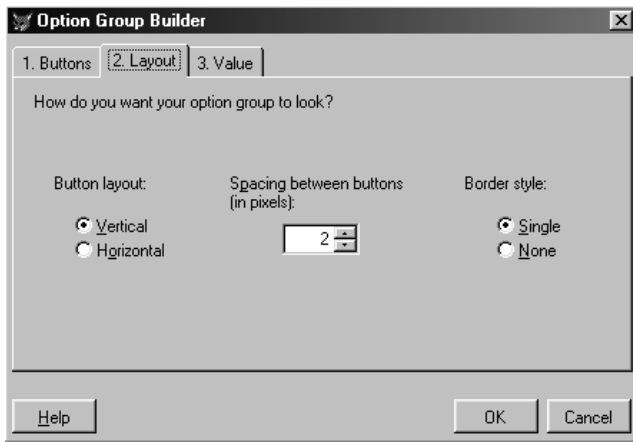 Option Group Builder
1. Buttons 2. Layout 3. Value
How do you want your option group to look?
Button layout: Spacing between buttons (in pixels): Border style:
Vertical 2 Single
Horizontal None
Help OK Cancel